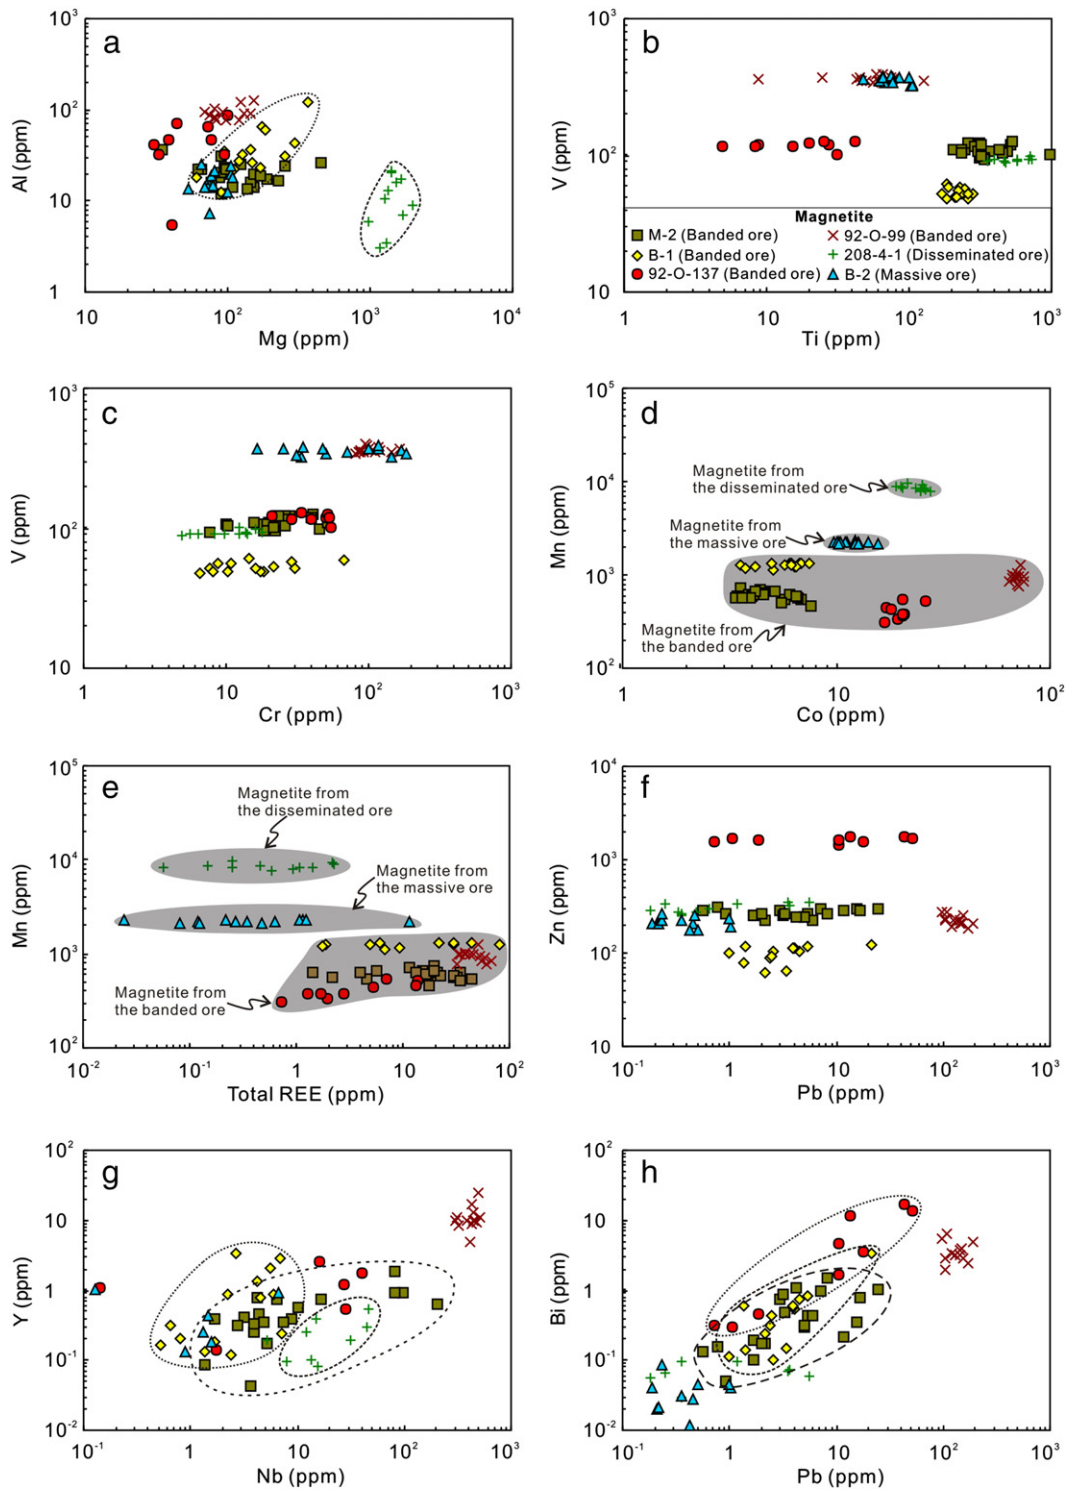 a
10³
10²
10
1
Al (ppm)
10
10²
10³
10⁴
Mg (ppm)
b
10³
10²
10
V (ppm)
Magnetite
M-2 (Banded ore)
B-1 (Banded ore)
92-O-137 (Banded ore)
92-O-99 (Banded ore)
208-4-1 (Disseminated ore)
B-2 (Massive ore)
1
10
10²
10³
Ti (ppm)
c
10³
10²
10
V (ppm)
1
10
10²
10³
Cr (ppm)
d
10⁵
10⁴
10³
10²
Mn (ppm)
Magnetite from
the disseminated ore
Magnetite from
the massive ore
Magnetite from
the banded ore
1
10
10²
Co (ppm)
e
10⁵
10⁴
10³
10²
Mn (ppm)
Magnetite from
the disseminated ore
Magnetite from
the massive ore
Magnetite from
the banded ore
10⁻²
10⁻¹
1
10
10²
Total REE (ppm)
f
10⁴
10³
10²
10
Zn (ppm)
10⁻¹
1
10
10²
10³
Pb (ppm)
g
10²
10
1
10⁻¹
10⁻²
Y (ppm)
10⁻¹
1
10
10²
10³
Nb (ppm)
h
10²
10
1
10⁻¹
10⁻²
Bi (ppm)
10⁻¹
1
10
10²
10³
Pb (ppm)